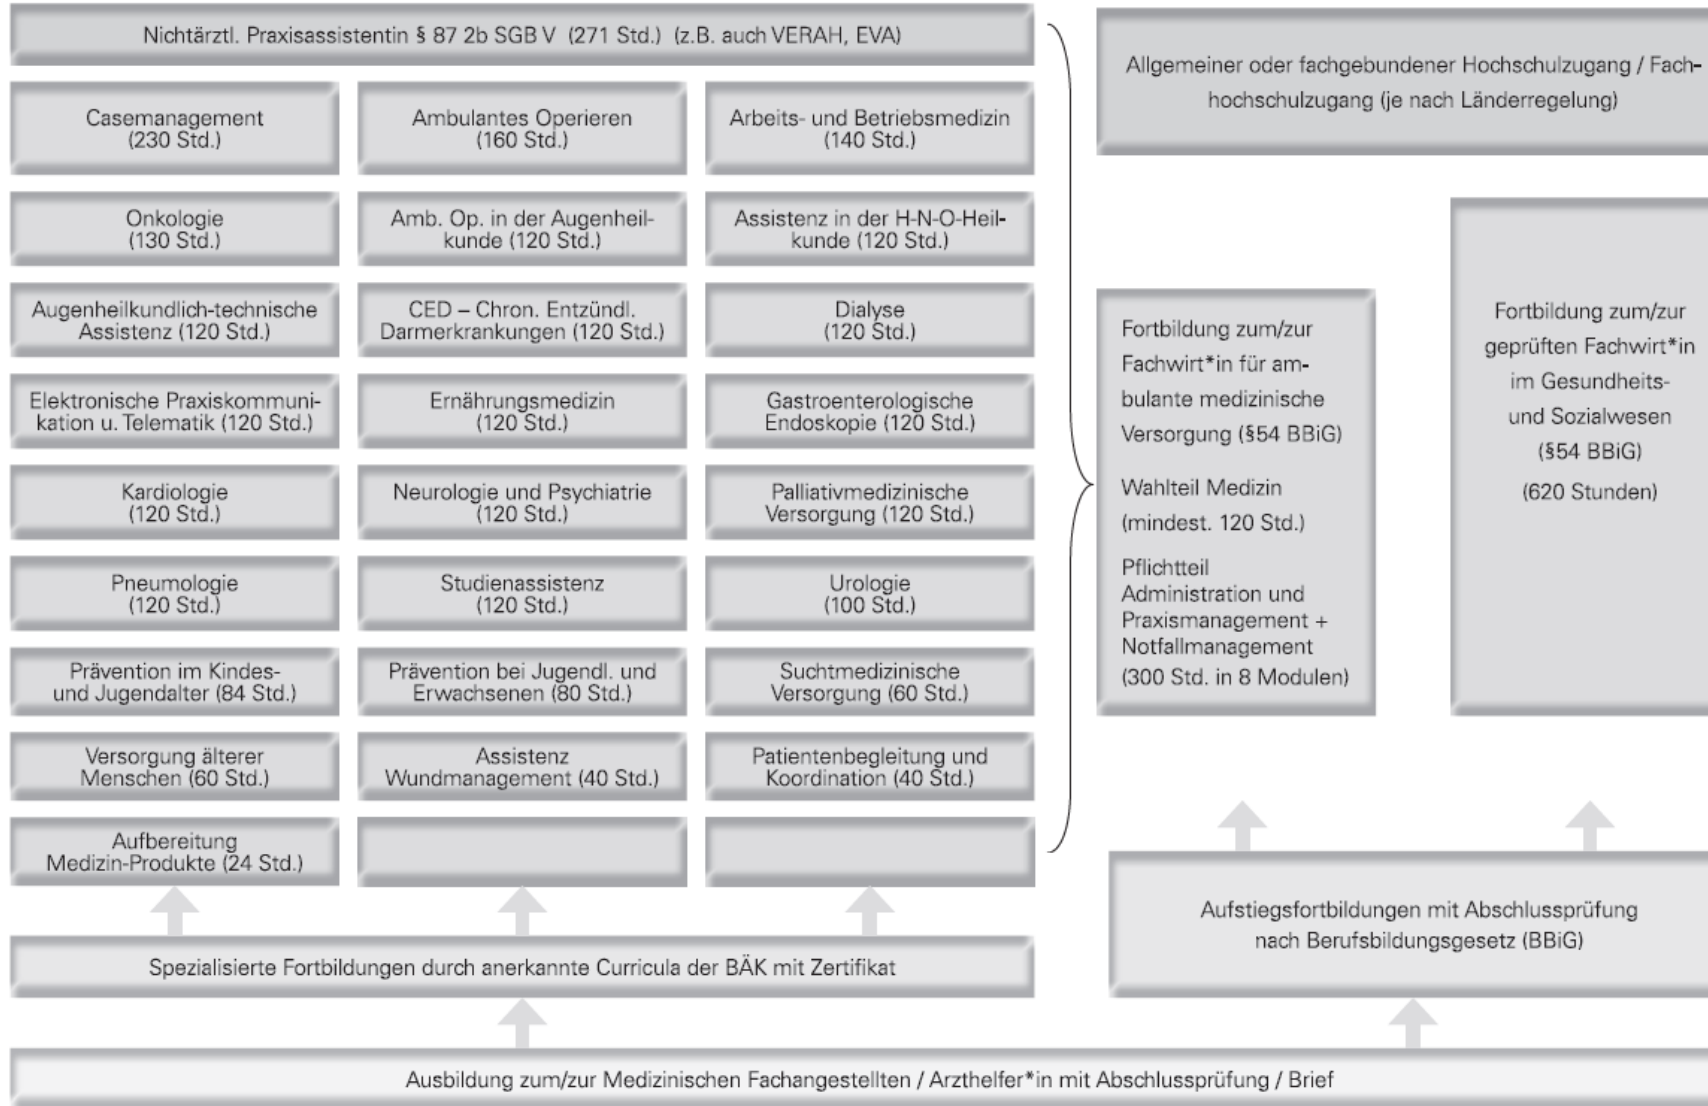 Nichtärztl. Praxisassistentin § 87 2b SGB V (271 Std.) (z.B. auch VERAH, EVA)
Casemanagement
(230 Std.)
Ambulantes Operieren
(160 Std.)
Arbeits- und Betriebsmedizin
(140 Std.)
Onkologie
(130 Std.)
Amb. Op. in der Augenheil-
kunde (120 Std.)
Assistenz in der H-N-O-Heil-
kunde (120 Std.)
Augenheilkundlich-technische
Assistenz (120 Std.)
CED – Chron. Entzündl.
Darmerkrankungen (120 Std.)
Dialyse
(120 Std.)
Elektronische Praxiskommuni-
kation u. Telematik (120 Std.)
Ernährungsmedizin
(120 Std.)
Gastroenterologische
Endoskopie (120 Std.)
Kardiologie
(120 Std.)
Neurologie und Psychiatrie
(120 Std.)
Palliativmedizinische
Versorgung (120 Std.)
Pneumologie
(120 Std.)
Studienassistenz
(120 Std.)
Urologie
(100 Std.)
Prävention im Kindes-
und Jugendalter (84 Std.)
Prävention bei Jugendl. und
Erwachsenen (80 Std.)
Suchtmedizinische
Versorgung (60 Std.)
Versorgung älterer
Menschen (60 Std.)
Assistenz
Wundmanagement (40 Std.)
Patientenbegleitung und
Koordination (40 Std.)
Aufbereitung
Medizin-Produkte (24 Std.)
Spezialisierte Fortbildungen durch anerkannte Curricula der BÄK mit Zertifikat
Allgemeiner oder fachgebundener Hochschulzugang / Fach-
hochschulzugang (je nach Länderregelung)
Fortbildung zum/zur
Fachwirt*in für am-
bulante medizinische
Versorgung (§54 BBiG)
Wahlteil Medizin
(mindest. 120 Std.)
Pflichtteil
Administration und
Praxismanagement +
Notfallmanagement
(300 Std. in 8 Modulen)
Fortbildung zum/zur
geprüften Fachwirt*in
im Gesundheits-
und Sozialwesen
(§54 BBiG)
(620 Stunden)
Aufstiegsfortbildungen mit Abschlussprüfung
nach Berufsbildungsgesetz (BBiG)
Ausbildung zum/zur Medizinischen Fachangestellten / Arzthelfer*in mit Abschlussprüfung / Brief